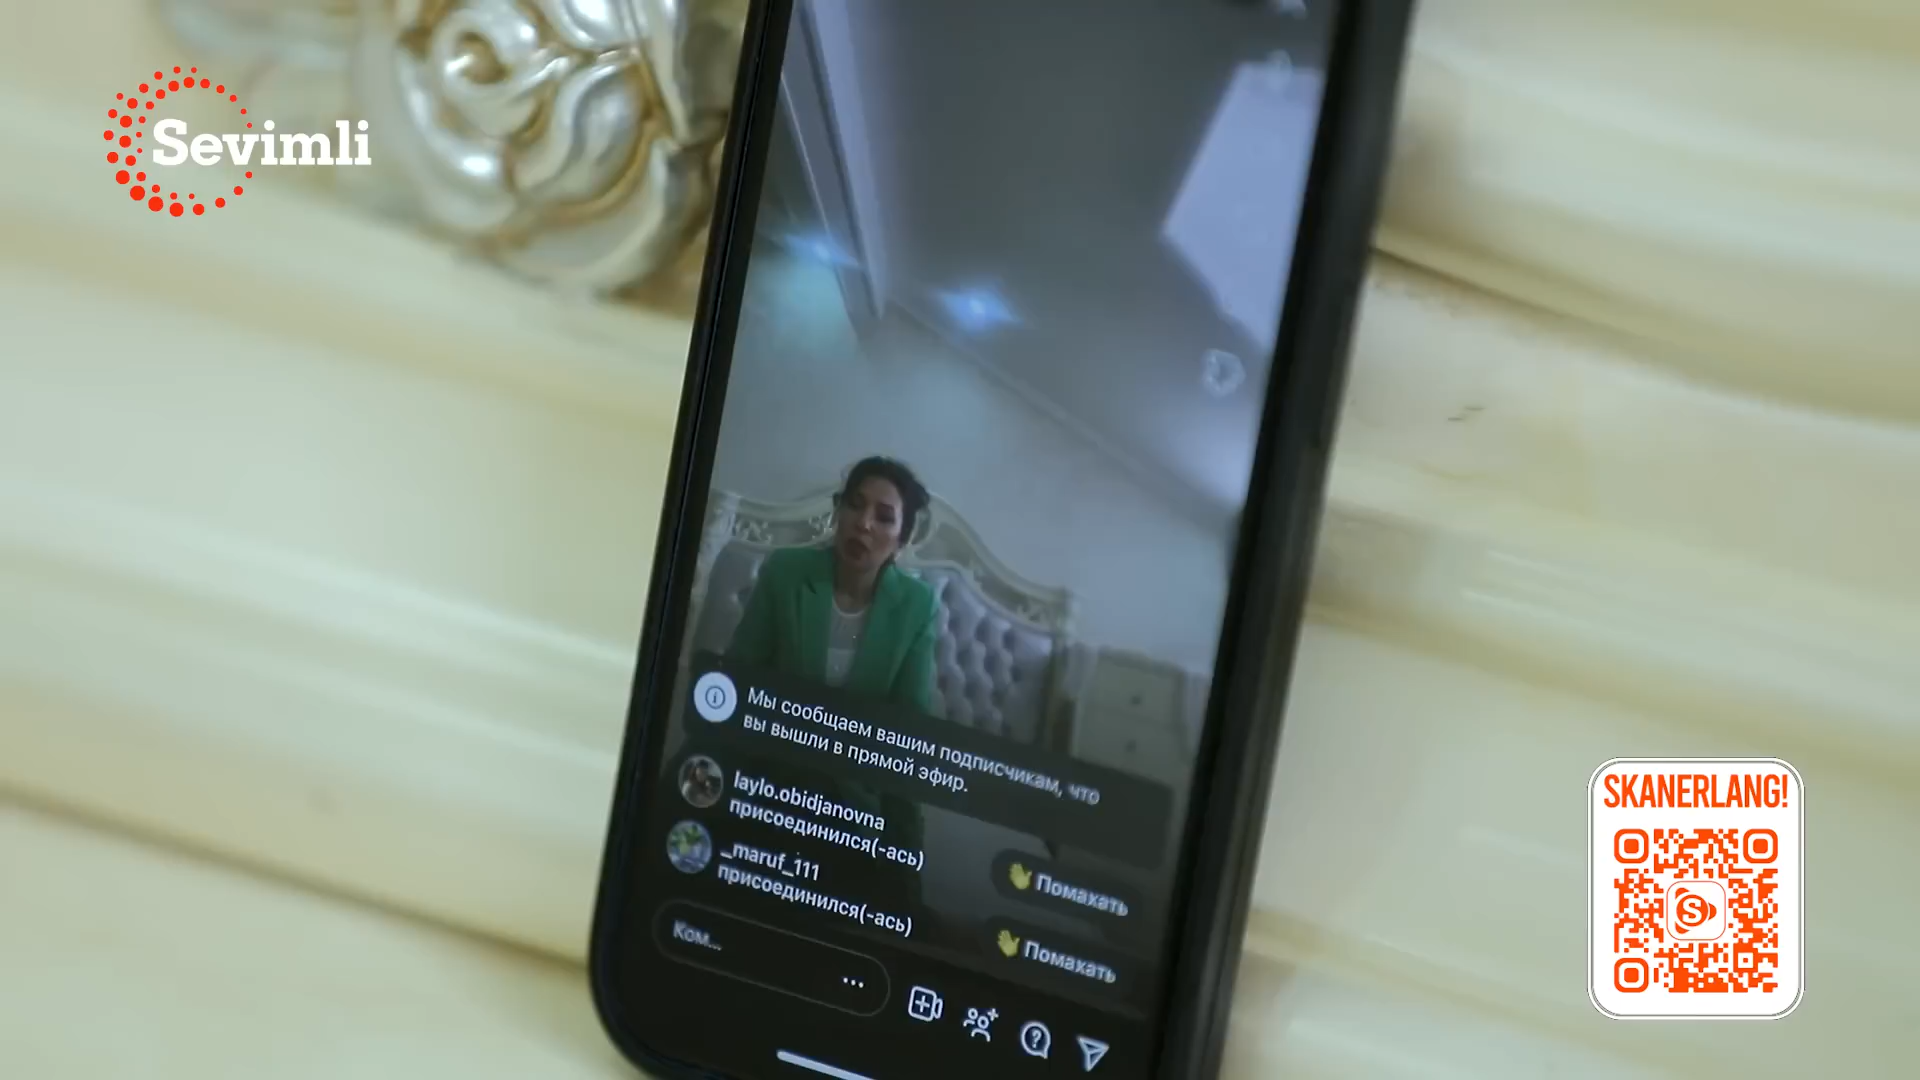 Sevimli
Мы сообщаем вашим подписчикам, что
вы вышли в прямой эфир.
laylo.obidjanovna
присоединился(-ась)
👋 Помахать
_maruf_111
присоединился(-ась)
👋 Помахать
Ком...
SKANERLANG!
S